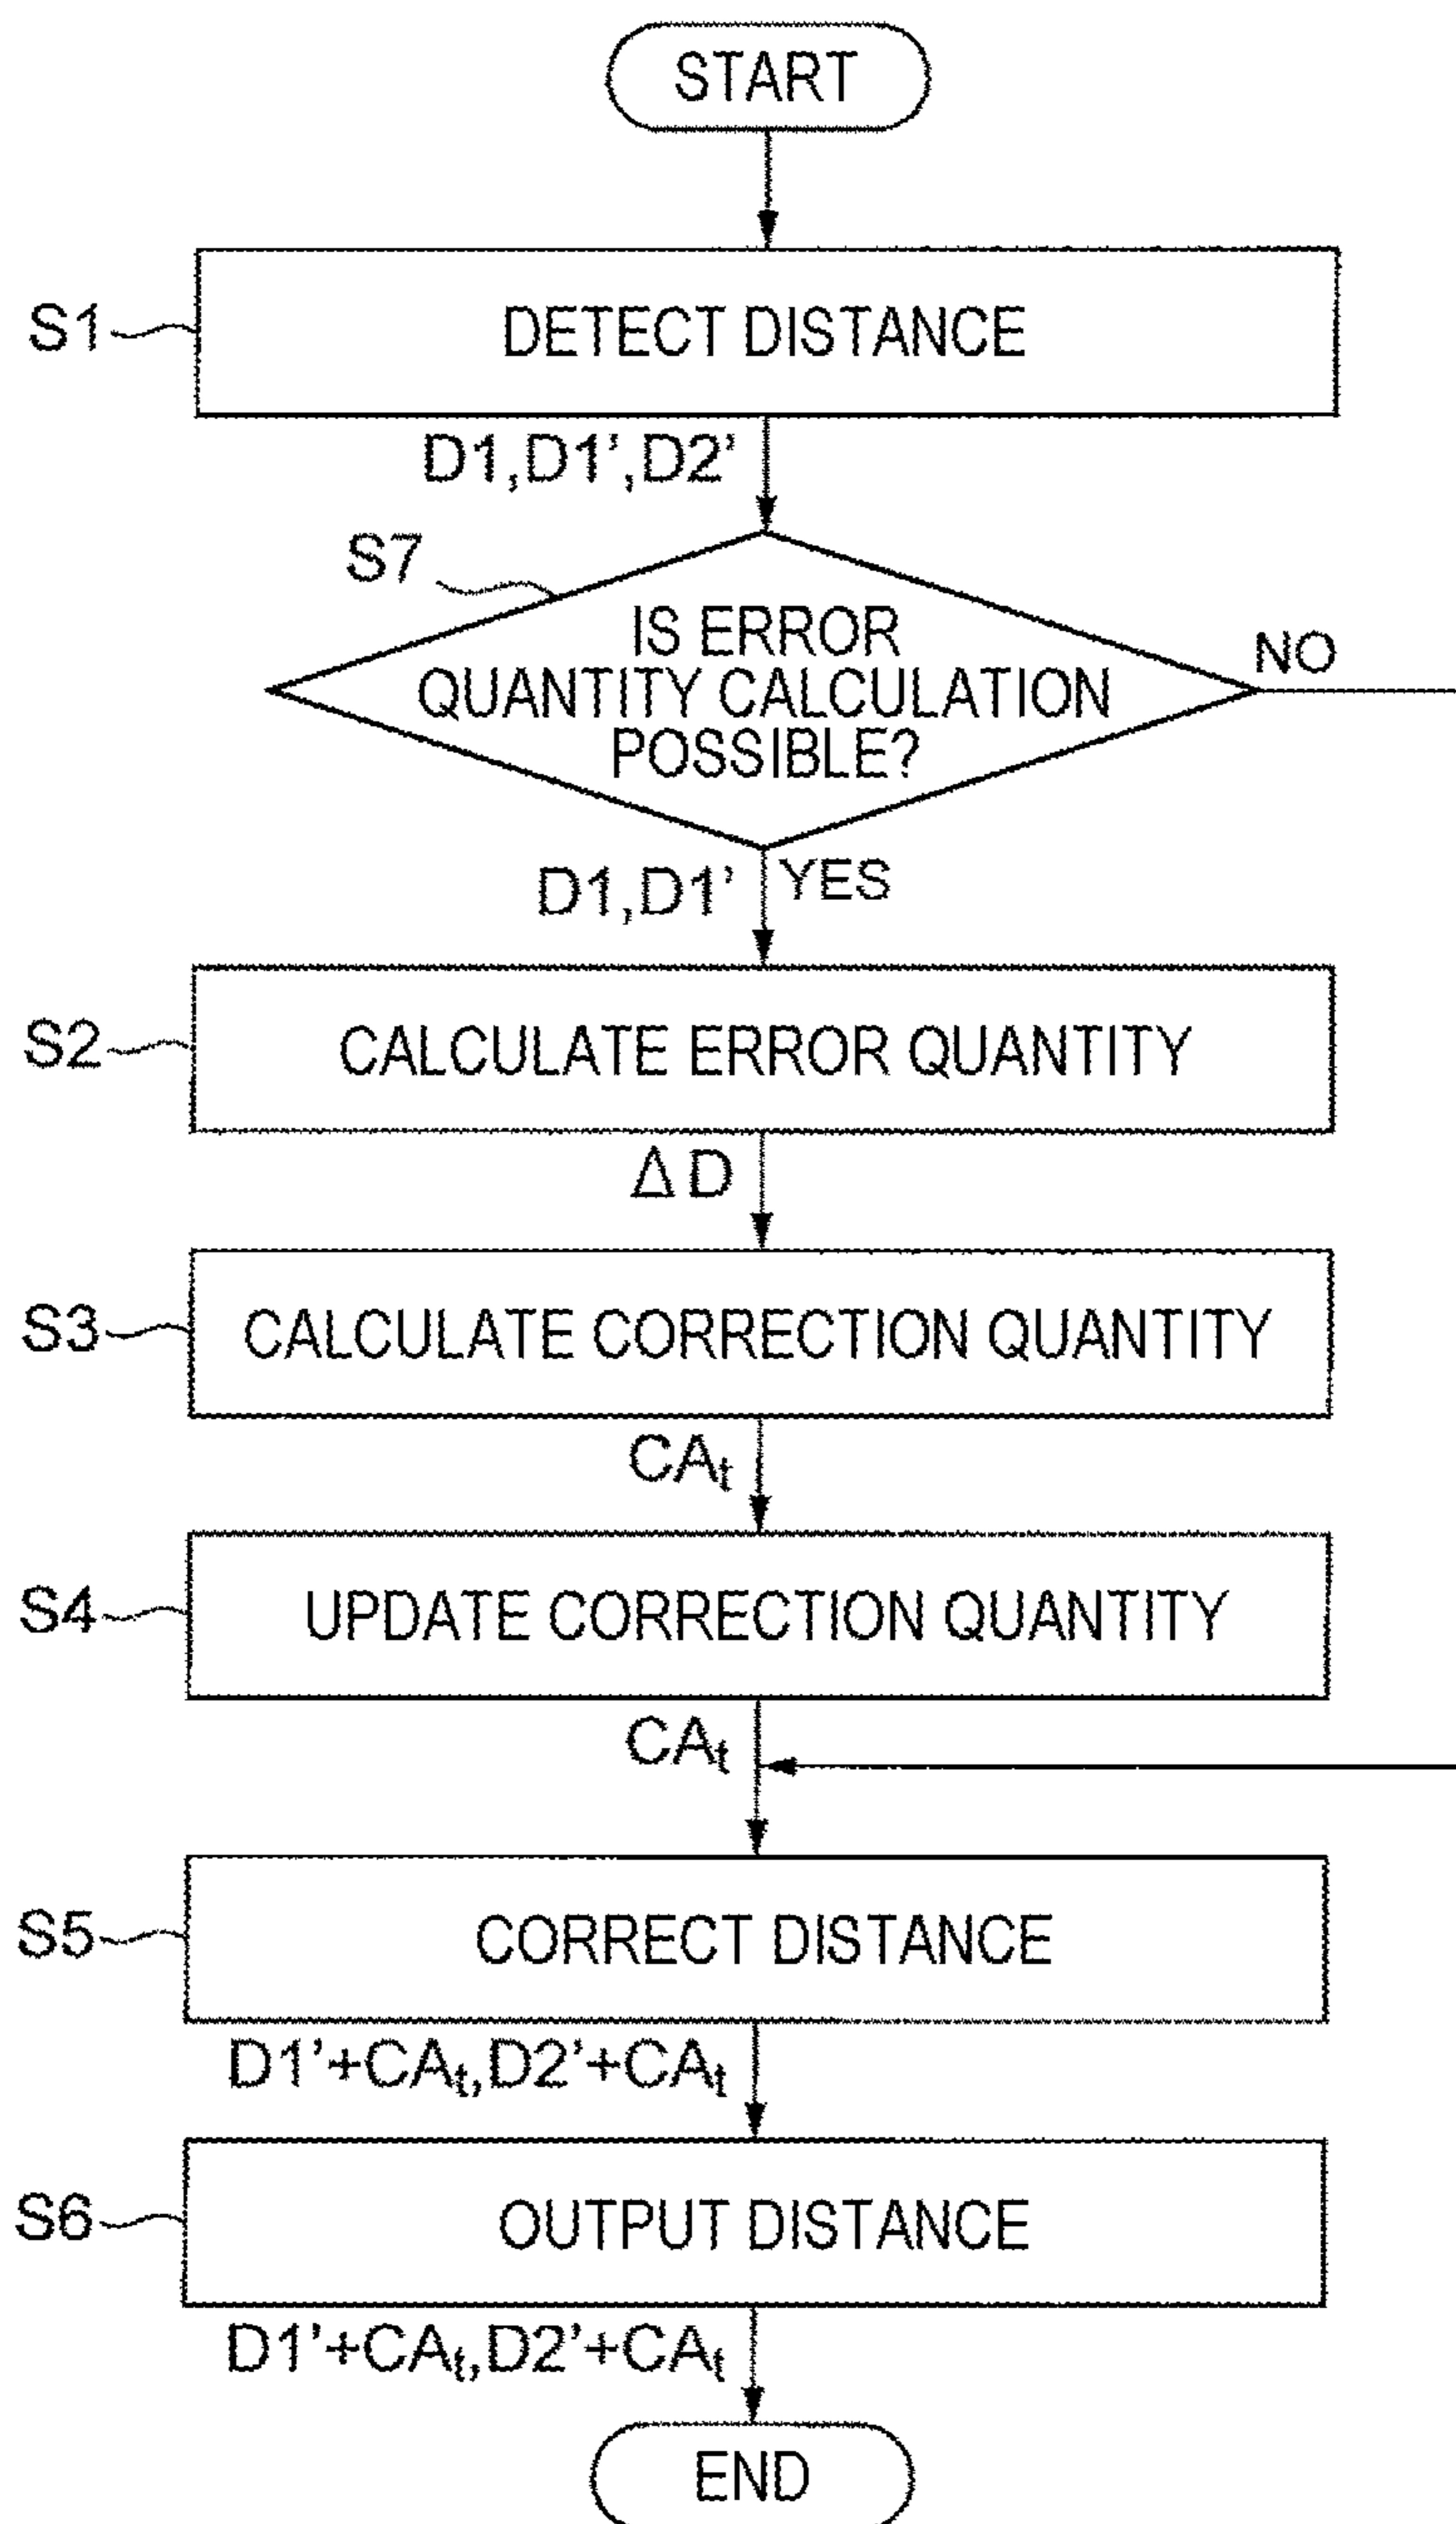 START
S1
DETECT DISTANCE
D1,D1’,D2’
S7
IS ERROR
QUANTITY CALCULATION
POSSIBLE?
NO
D1,D1’
YES
S2
CALCULATE ERROR QUANTITY
ΔD
S3
CALCULATE CORRECTION QUANTITY
CAt
S4
UPDATE CORRECTION QUANTITY
CAt
S5
CORRECT DISTANCE
D1’+CAt,D2’+CAt
S6
OUTPUT DISTANCE
D1’+CAt,D2’+CAt
END